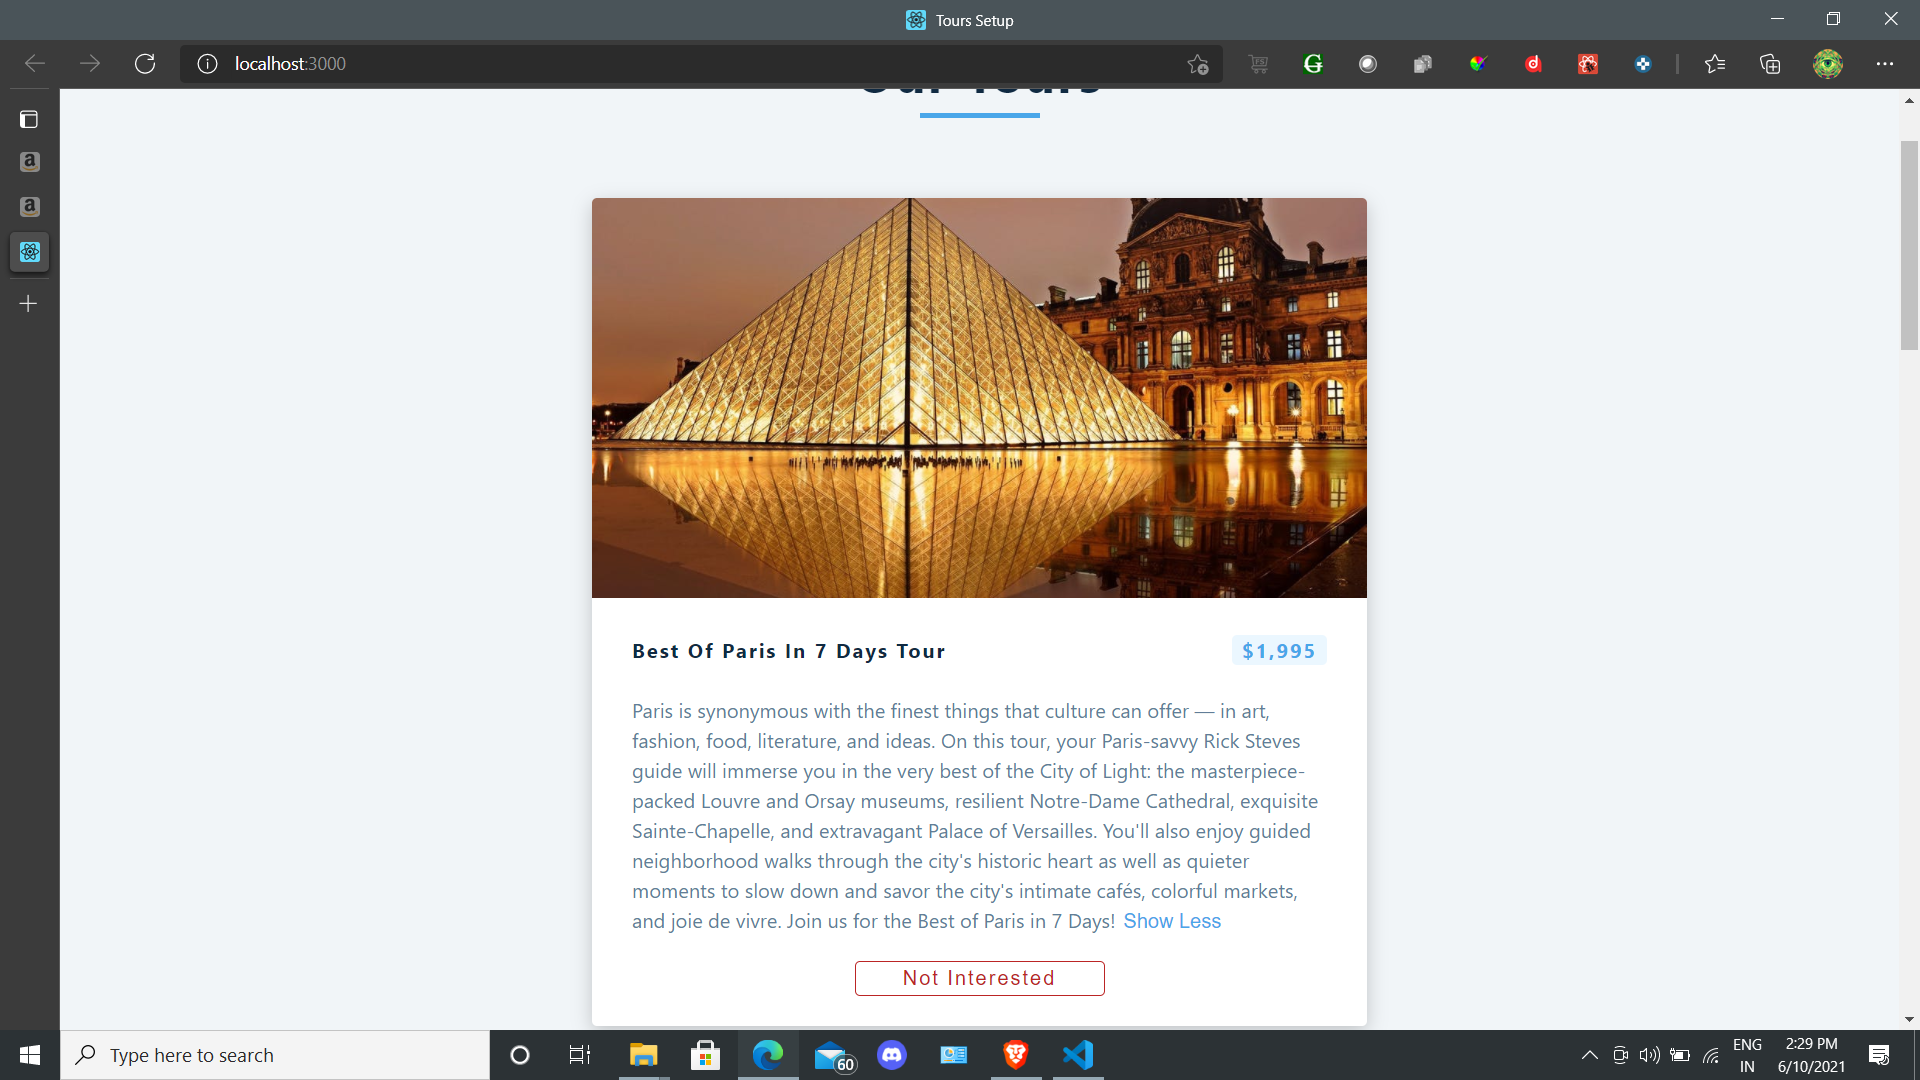 Tours Setup
localhost:3000
Our Tours
Best Of Paris In 7 Days Tour
$1,995
Paris is synonymous with the finest things that culture can offer — in art,
fashion, food, literature, and ideas. On this tour, your Paris-savvy Rick Steves
guide will immerse you in the very best of the City of Light: the masterpiece-
packed Louvre and Orsay museums, resilient Notre-Dame Cathedral, exquisite
Sainte-Chapelle, and extravagant Palace of Versailles. You'll also enjoy guided
neighborhood walks through the city's historic heart as well as quieter
moments to slow down and savor the city's intimate cafés, colorful markets,
and joie de vivre. Join us for the Best of Paris in 7 Days! Show Less
Not Interested
Type here to search
60
ENG
IN
2:29 PM
6/10/2021